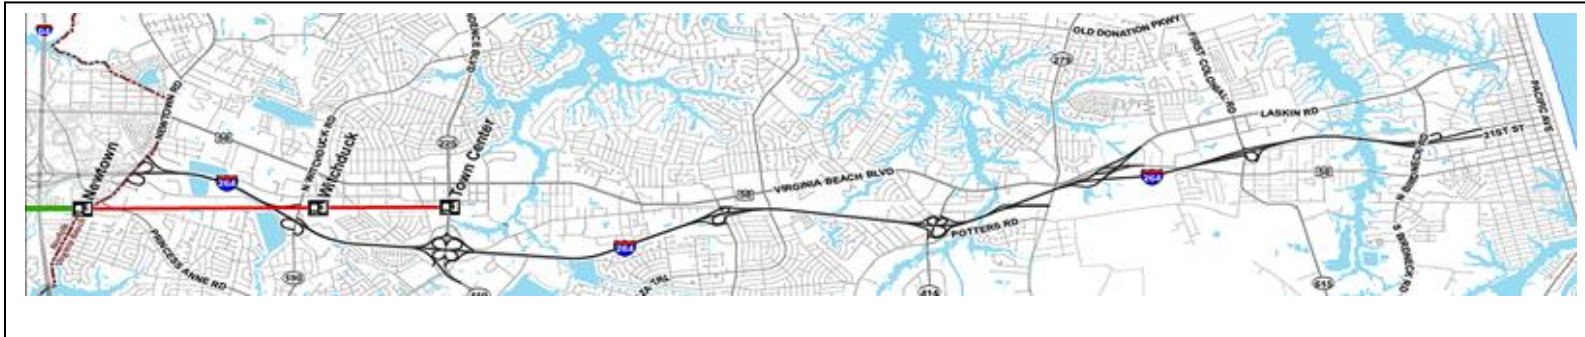 64
NEWTOWN RD
58
Newtown
PRINCESS ANNE RD
264
N WITCHDUCK RD
Witchduck
190
225
Town Center
264
58
VIRGINIA BEACH BLVD
POTTERS RD
414
279
OLD DONATION PKWY
FIRST COLONIAL RD
LASKIN RD
264
58
615
S BIRDNECK RD
N BIRDNECK RD
21ST ST
PACIFIC AVE